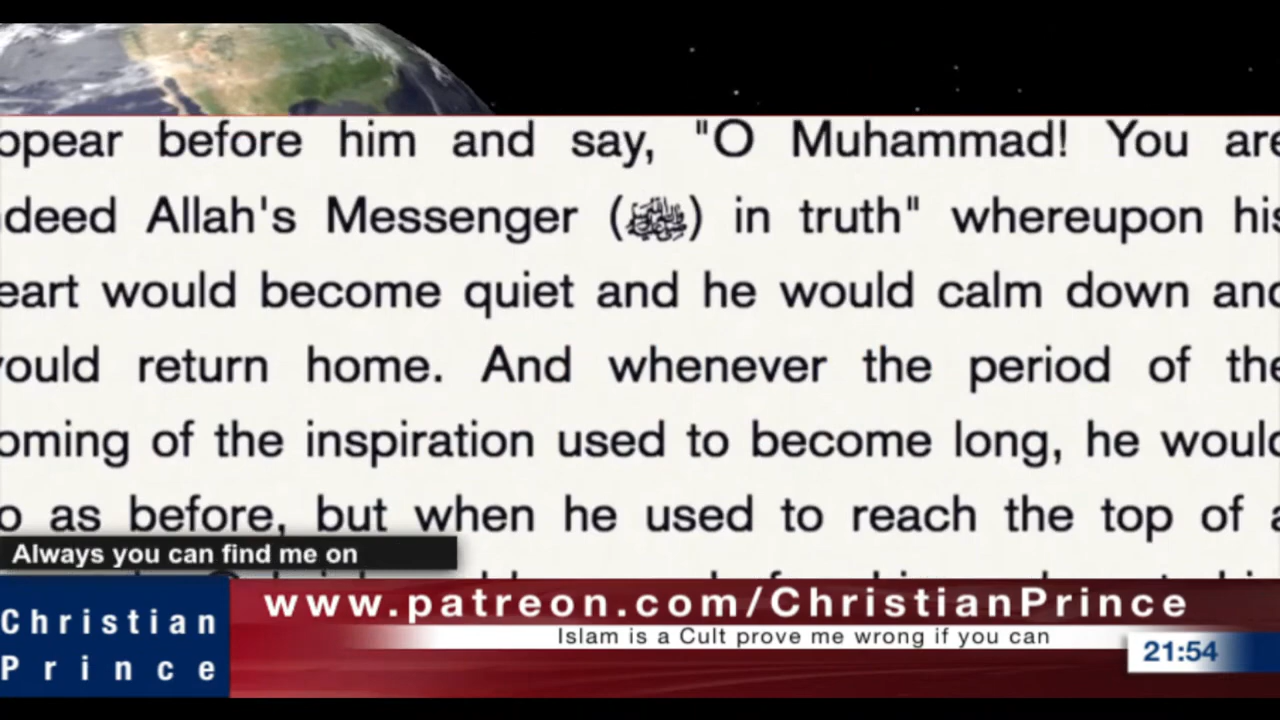 ppear before him and say, "O Muhammad! You are
ndeed Allah's Messenger (ﷺ) in truth" whereupon his
eart would become quiet and he would calm down and
ould return home. And whenever the period of the
oming of the inspiration used to become long, he would
o as before, but when he used to reach the top of a
Always you can find me on
www.patreon.com/ChristianPrince
Islam is a Cult prove me wrong if you can
Christian
Prince
21:54